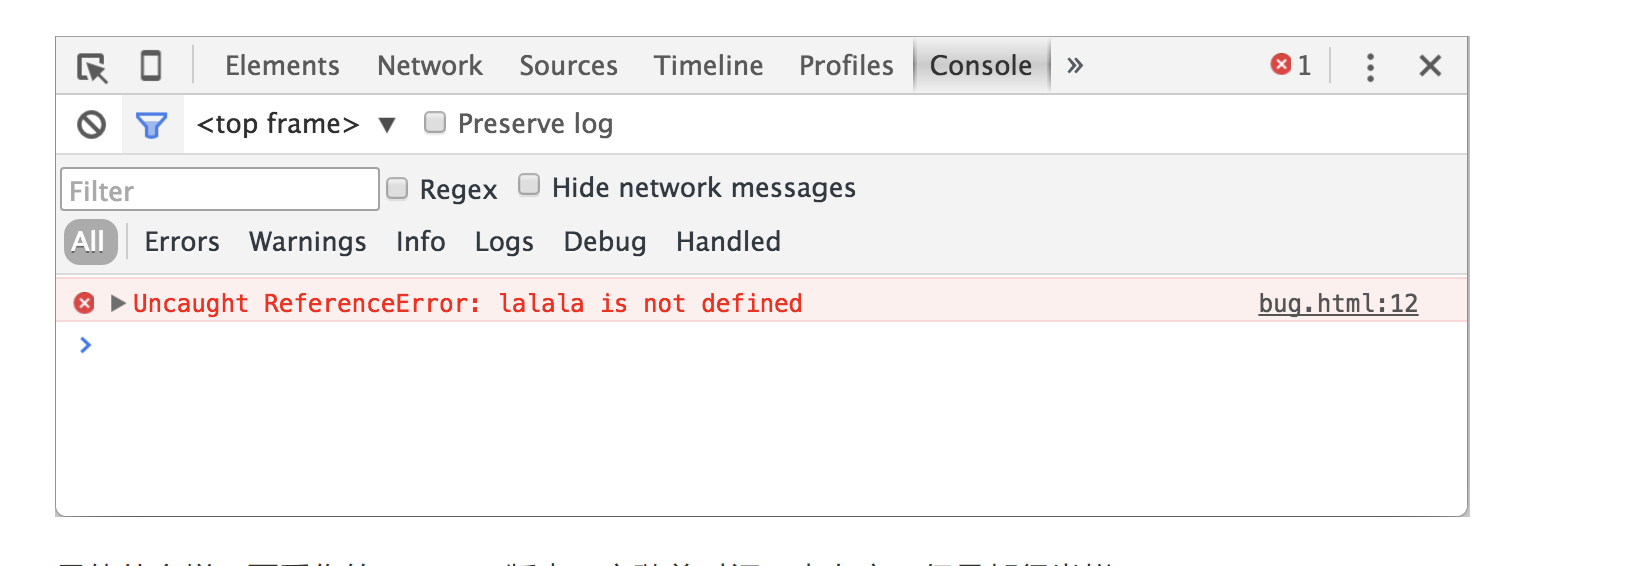 Elements Network Sources Timeline Profiles Console » 1
<top frame> ▼ Preserve log
Filter Regex Hide network messages
All Errors Warnings Info Logs Debug Handled
Uncaught ReferenceError: lalala is not defined bug.html:12